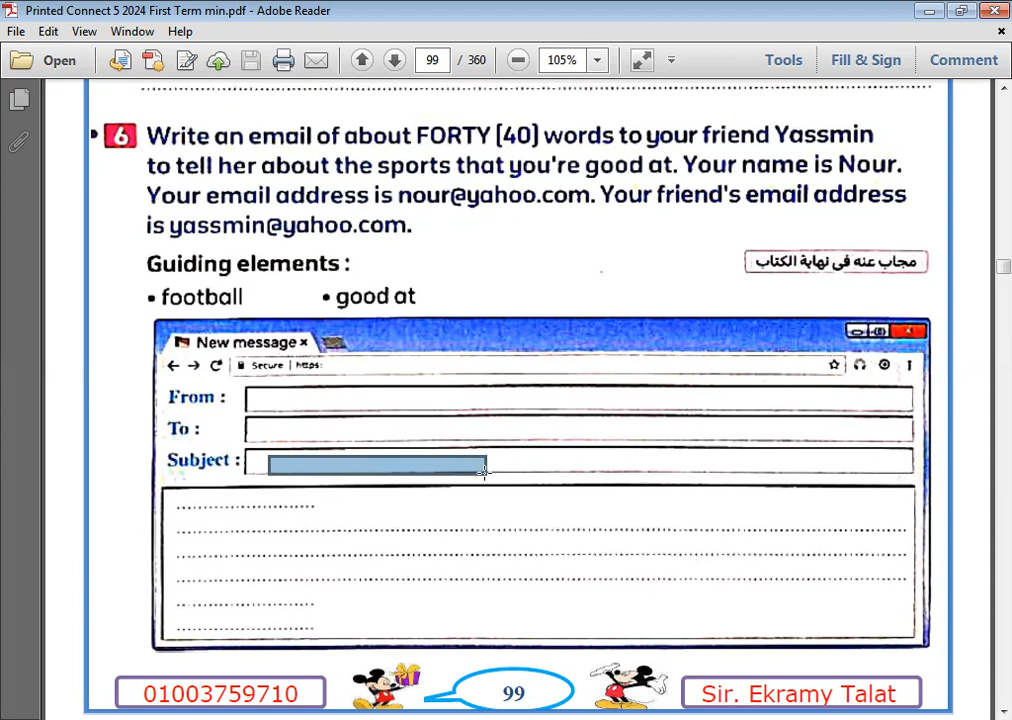 Printed Connect 5 2024 First Term min.pdf - Adobe Reader
File Edit View Window Help
Open 99 / 360 105% Tools Fill & Sign Comment
6 Write an email of about FORTY (40) words to your friend Yassmin
to tell her about the sports that you're good at. Your name is Nour.
Your email address is nour@yahoo.com. Your friend's email address
is yassmin@yahoo.com.
Guiding elements :
مجاب عنه فى نهاية الكتاب
• football • good at
New message ×
Secure | https:
From :
To :
Subject :
01003759710
99
Sir. Ekramy Talat